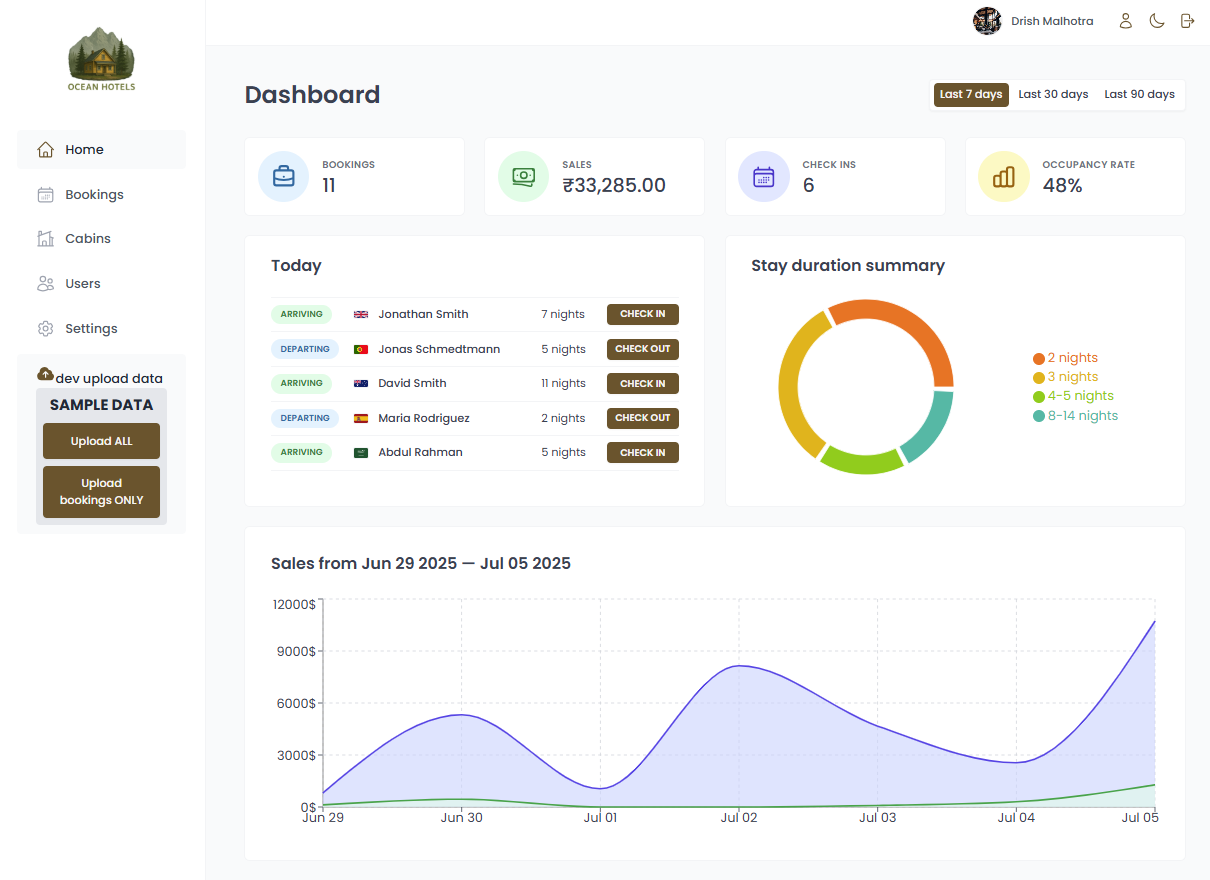 OCEAN HOTELS
Drish Malhotra
Home
Bookings
Cabins
Users
Settings
dev upload data
SAMPLE DATA
Upload ALL
Upload
bookings ONLY
Dashboard
Last 7 days Last 30 days Last 90 days
BOOKINGS
11
SALES
₹33,285.00
CHECK INS
6
OCCUPANCY RATE
48%
Today
ARRIVING Jonathan Smith 7 nights CHECK IN
DEPARTING Jonas Schmedtmann 5 nights CHECK OUT
ARRIVING David Smith 11 nights CHECK IN
DEPARTING Maria Rodriguez 2 nights CHECK OUT
ARRIVING Abdul Rahman 5 nights CHECK IN
Stay duration summary
2 nights
3 nights
4-5 nights
8-14 nights
Sales from Jun 29 2025 — Jul 05 2025
12000$
9000$
6000$
3000$
0$
Jun 29 Jun 30 Jul 01 Jul 02 Jul 03 Jul 04 Jul 05